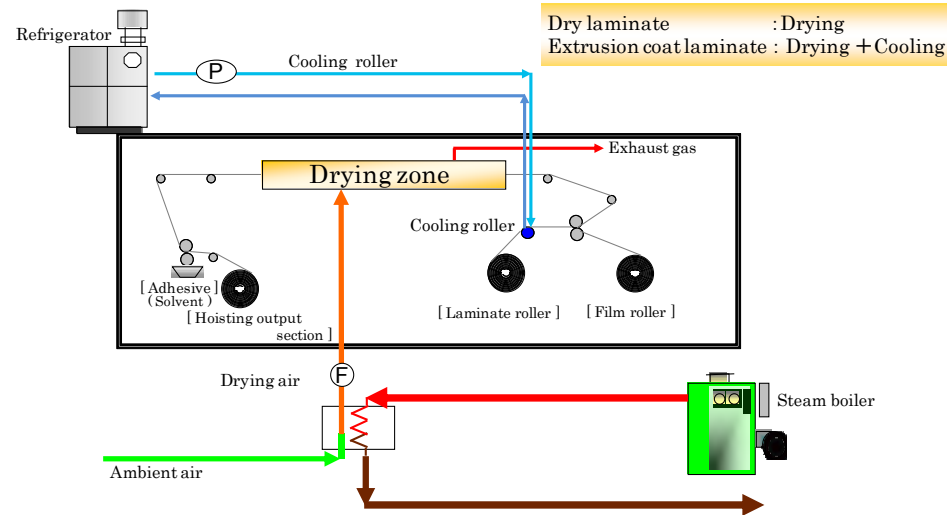 Refrigerator
P
Cooling roller
Dry laminate : Drying
Extrusion coat laminate : Drying +Cooling
Exhaust gas
Drying zone
Cooling roller
[ Adhesive ]
(Solvent )
[ Hoisting output
section ]
[ Laminate roller ]
[ Film roller ]
Drying air
F
Steam boiler
Ambient air